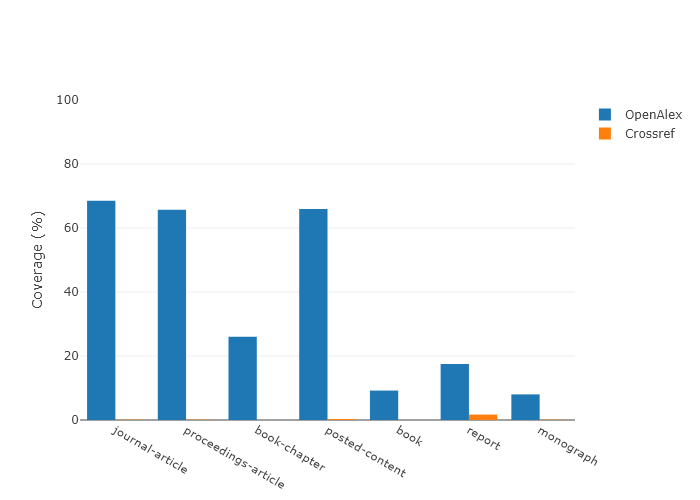 100
80
60
40
20
0
Coverage (%)
OpenAlex
Crossref
journal-article
proceedings-article
book-chapter
posted-content
book
report
monograph